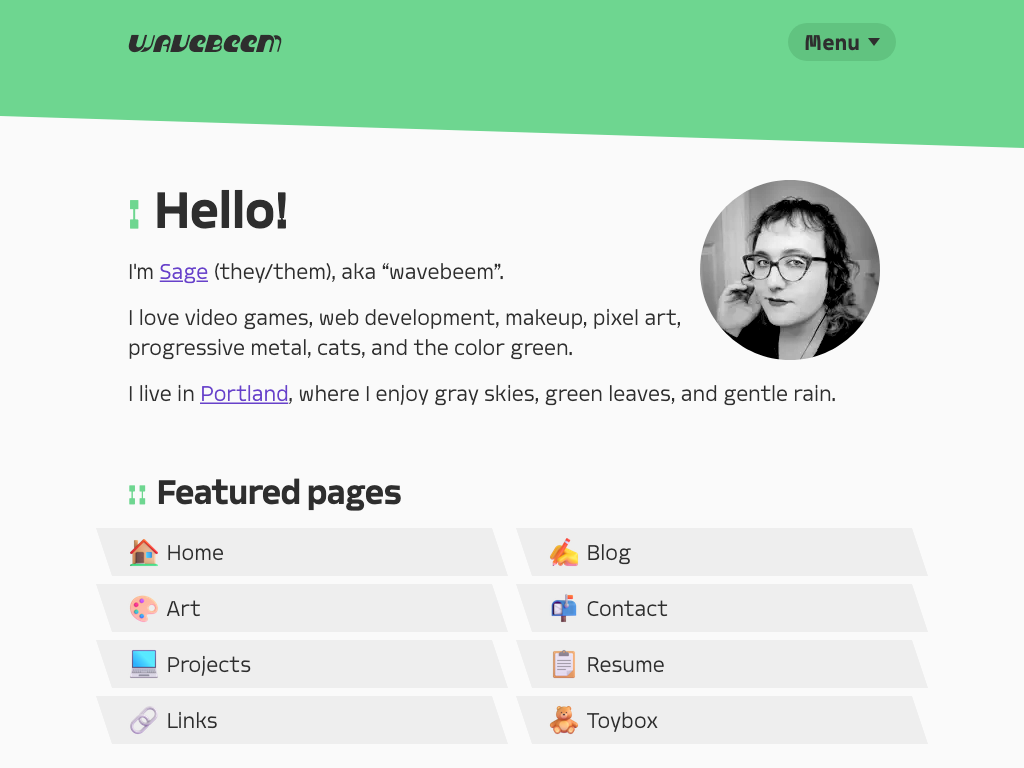 wavebeem
Menu
Hello!
I'm Sage (they/them), aka “wavebeem”.
I love video games, web development, makeup, pixel art,
progressive metal, cats, and the color green.
I live in Portland, where I enjoy gray skies, green leaves, and gentle rain.
Featured pages
Home
Blog
Art
Contact
Projects
Resume
Links
Toybox